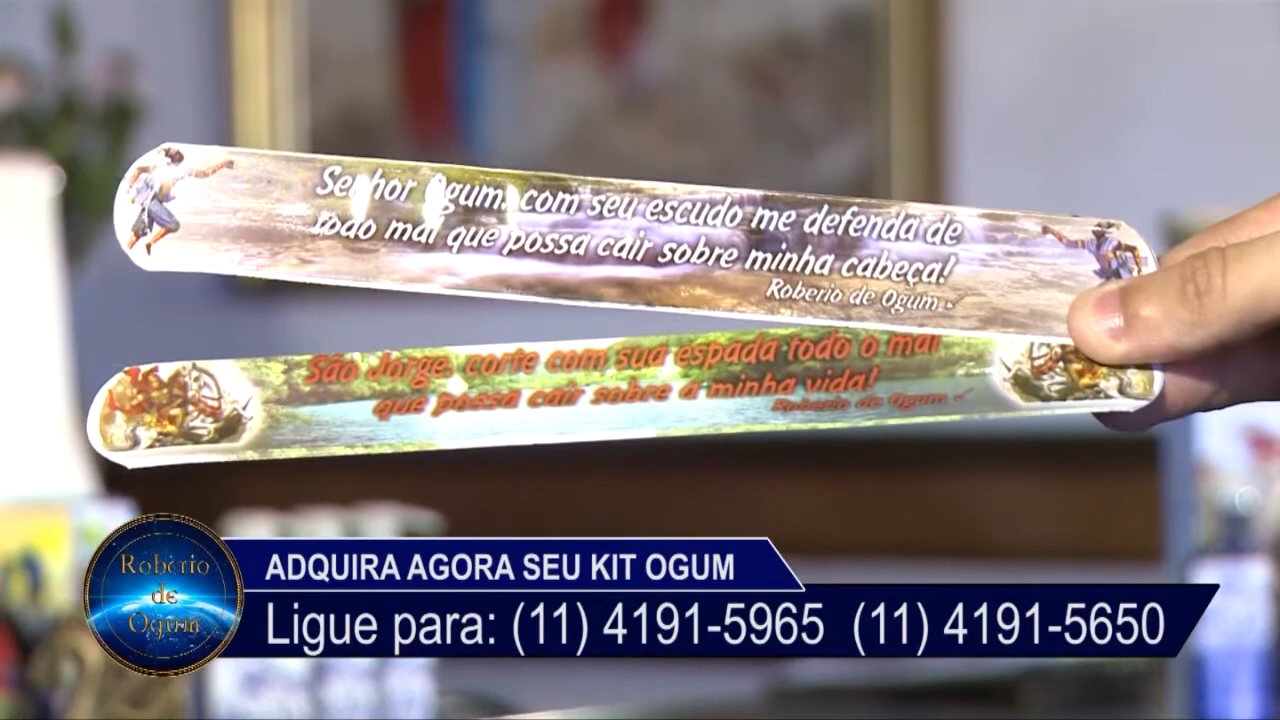 Senhor Ogum, com seu escudo me defenda de
todo mal que possa cair sobre minha cabeça!
Roberio de Ogum
São Jorge, corte com sua espada todo o mal
que possa cair sobre a minha vida!
Roberio de Ogum
Roberio
de
Ogum
ADQUIRA AGORA SEU KIT OGUM
Ligue para: (11) 4191-5965 (11) 4191-5650